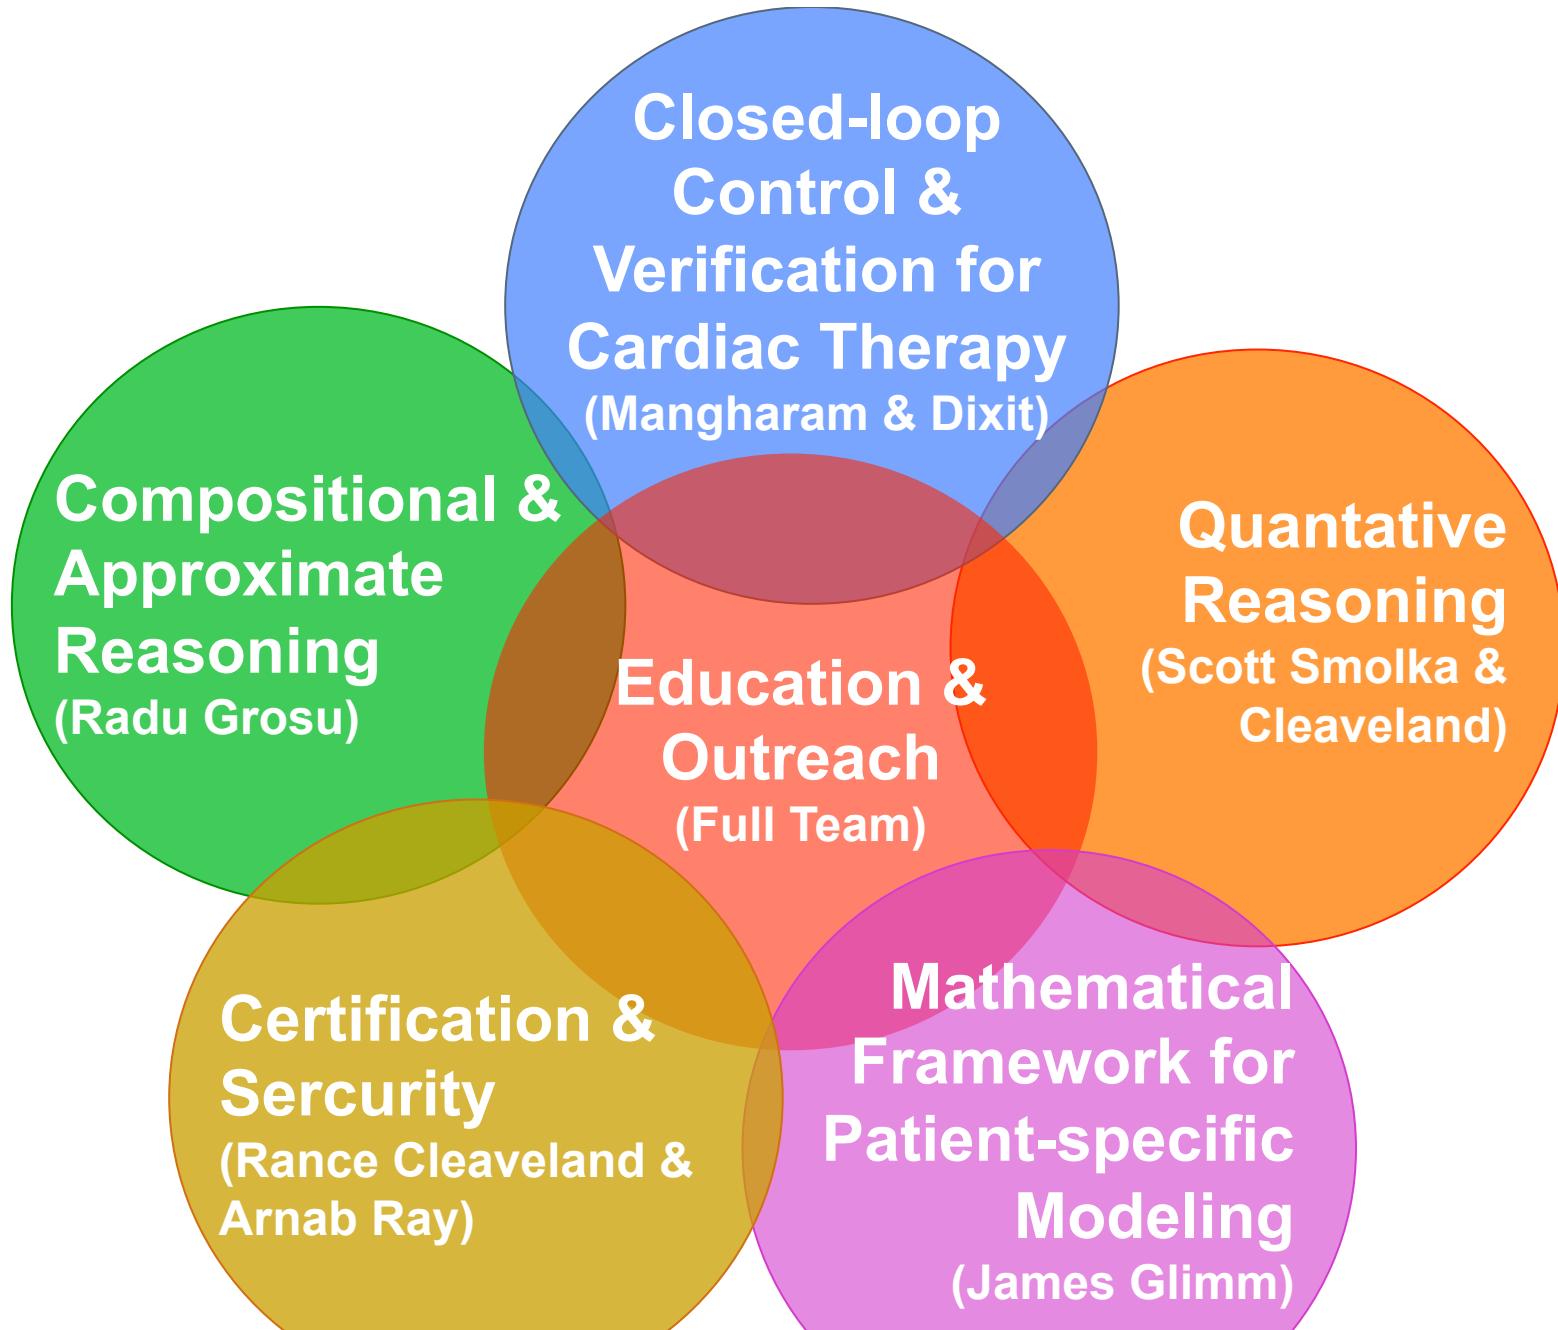 Closed-loop
Control &
Verification for
Cardiac Therapy
(Mangharam & Dixit)
Compositional &
Approximate
Reasoning
(Radu Grosu)
Quantative
Reasoning
(Scott Smolka &
Cleaveland)
Education &
Outreach
(Full Team)
Certification &
Sercurity
(Rance Cleaveland &
Arnab Ray)
Mathematical
Framework for
Patient-specific
Modeling
(James Glimm)